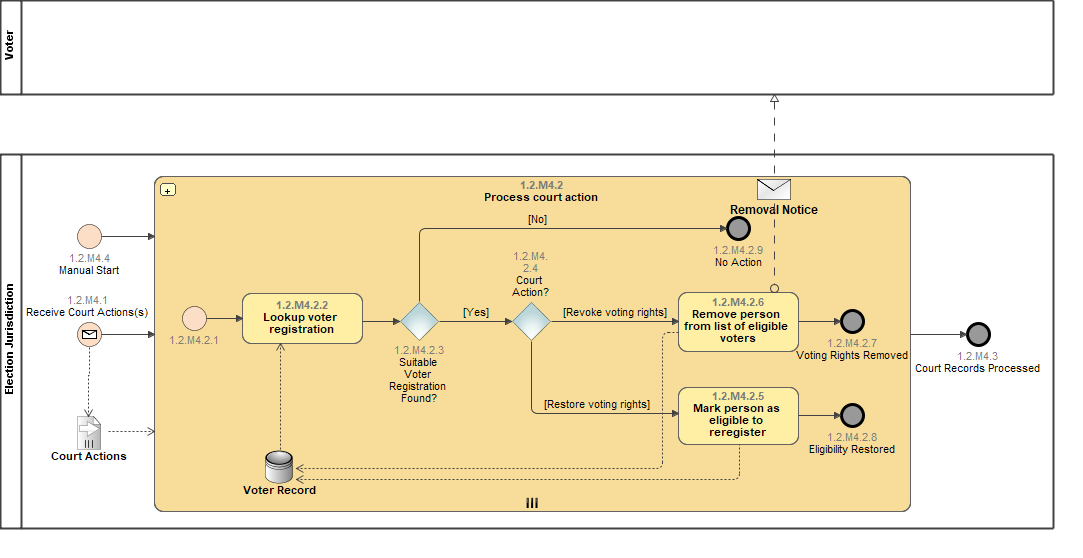 Voter
Election Jurisdiction
1.2.M4.2
Process court action
Removal Notice
[No]
1.2.M4.2.9
No Action
1.2.M4.4
Manual Start
1.2.M4.1
Receive Court Actions(s)
1.2.M4.2.1
1.2.M4.2.2
Lookup voter
registration
1.2.M4.2.3
Suitable
Voter
Registration
Found?
[Yes]
1.2.M4.
2.4
Court
Action?
[Revoke voting rights]
1.2.M4.2.6
Remove person
from list of eligible
voters
1.2.M4.2.7
Voting Rights Removed
1.2.M4.3
Court Records Processed
[Restore voting rights]
1.2.M4.2.5
Mark person as
eligible to
reregister
1.2.M4.2.8
Eligibility Restored
Court Actions
Voter Record